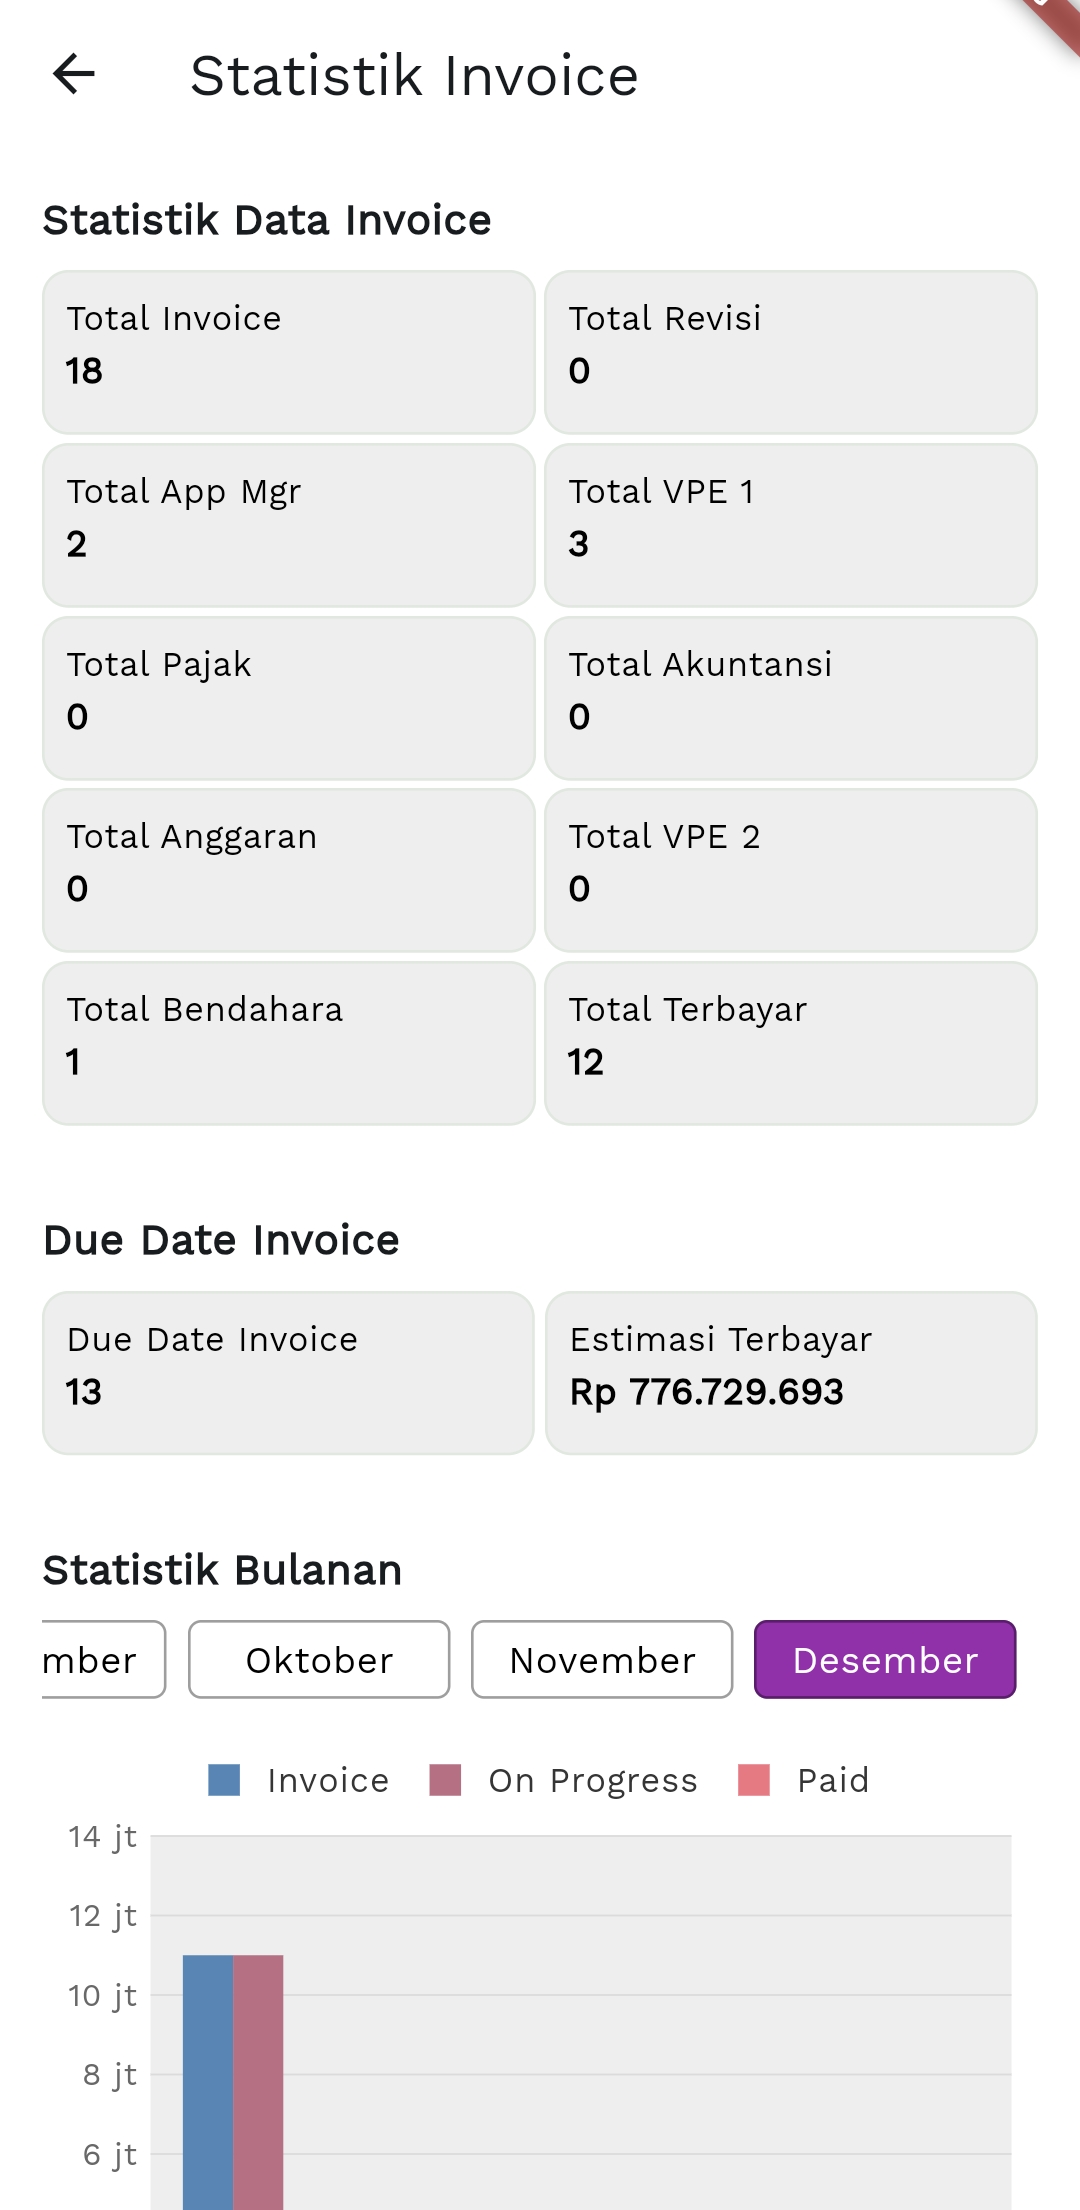 Statistik Invoice
Statistik Data Invoice
Total Invoice
18
Total Revisi
0
Total App Mgr
2
Total VPE 1
3
Total Pajak
0
Total Akuntansi
0
Total Anggaran
0
Total VPE 2
0
Total Bendahara
1
Total Terbayar
12
Due Date Invoice
Due Date Invoice
13
Estimasi Terbayar
Rp 776.729.693
Statistik Bulanan
mber
Oktober
November
Desember
Invoice
On Progress
Paid
14 jt
12 jt
10 jt
8 jt
6 jt